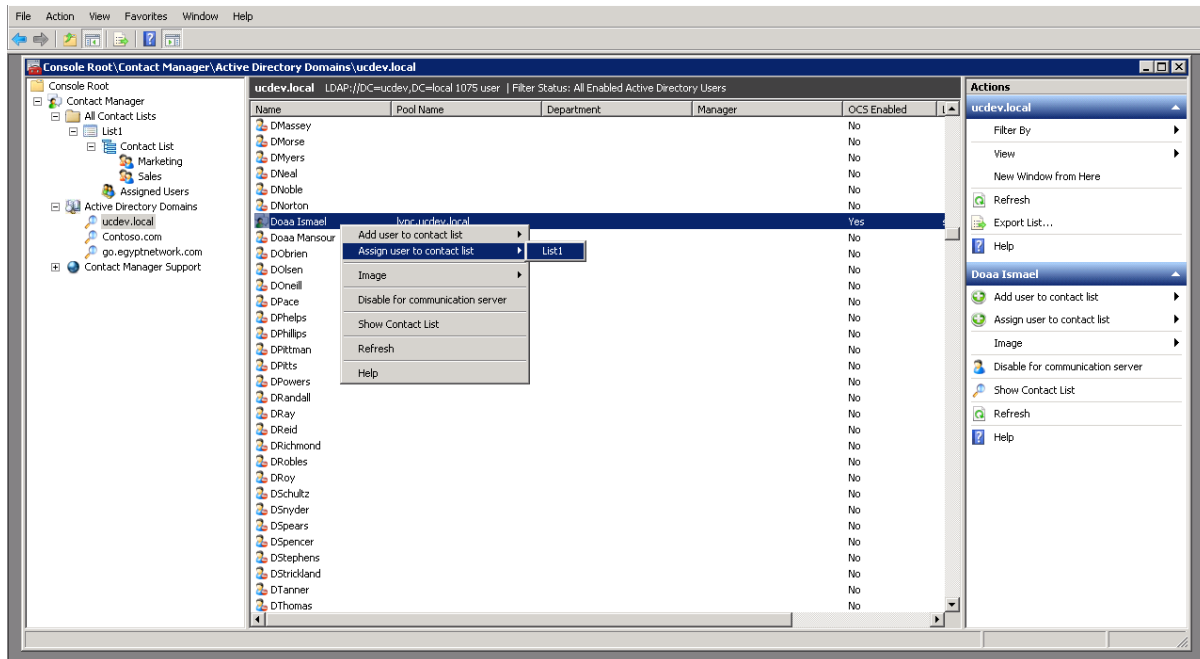 File Action View Favorites Window Help
Console Root\Contact Manager\Active Directory Domains\ucdev.local
Console Root
Contact Manager
All Contact Lists
List1
Contact List
Marketing
Sales
Assigned Users
Active Directory Domains
ucdev.local
Contoso.com
go.egyptnetwork.com
Contact Manager Support
ucdev.local LDAP://DC=ucdev,DC=local 1075 user | Filter Status: All Enabled Active Directory Users
Name Pool Name Department Manager OCS Enabled
DMassey No
DMorse No
DMyers No
DNeal No
DNoble No
DNorton No
Doaa Ismael lync.ucdev.local Yes
Doaa Mansour No
DObrien No
DOlsen No
DOneill No
DPace No
DPhelps No
DPhillips No
DPittman No
DPitts No
DPowers No
DRandall No
DRay No
DReid No
DRichmond No
DRobles No
DRoy No
DSchultz No
DSnyder No
DSpears No
DSpencer No
DStephens No
DStrickland No
DTanner No
DThomas No
Add user to contact list
Assign user to contact list
List1
Image
Disable for communication server
Show Contact List
Refresh
Help
Actions
ucdev.local
Filter By
View
New Window from Here
Refresh
Export List...
Help
Doaa Ismael
Add user to contact list
Assign user to contact list
Image
Disable for communication server
Show Contact List
Refresh
Help